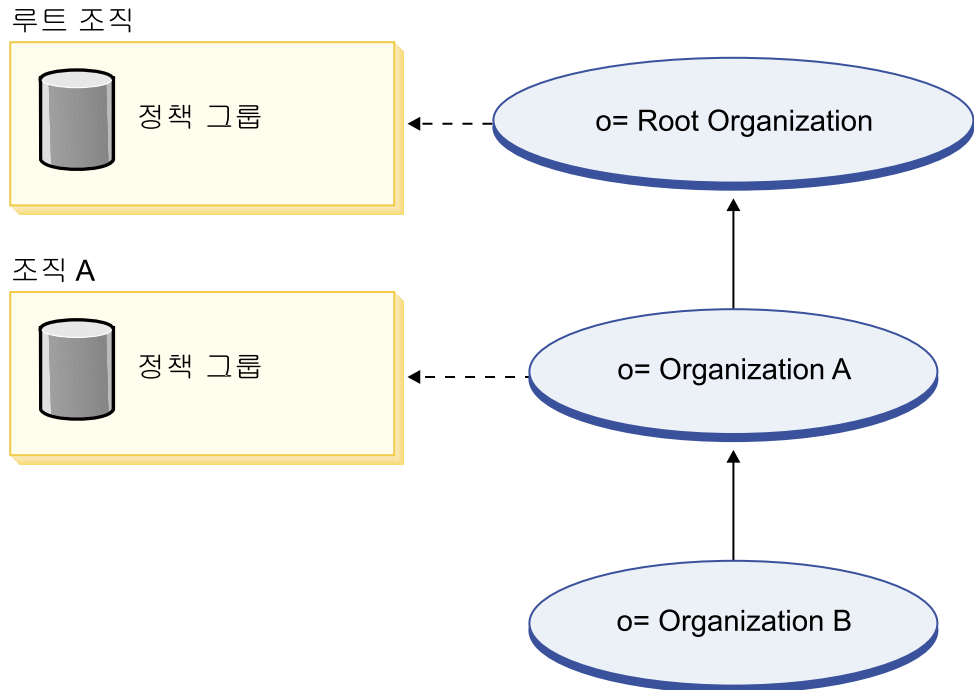 루트 조직
정책 그룹
o= Root Organization
조직 A
정책 그룹
o= Organization A
o= Organization B